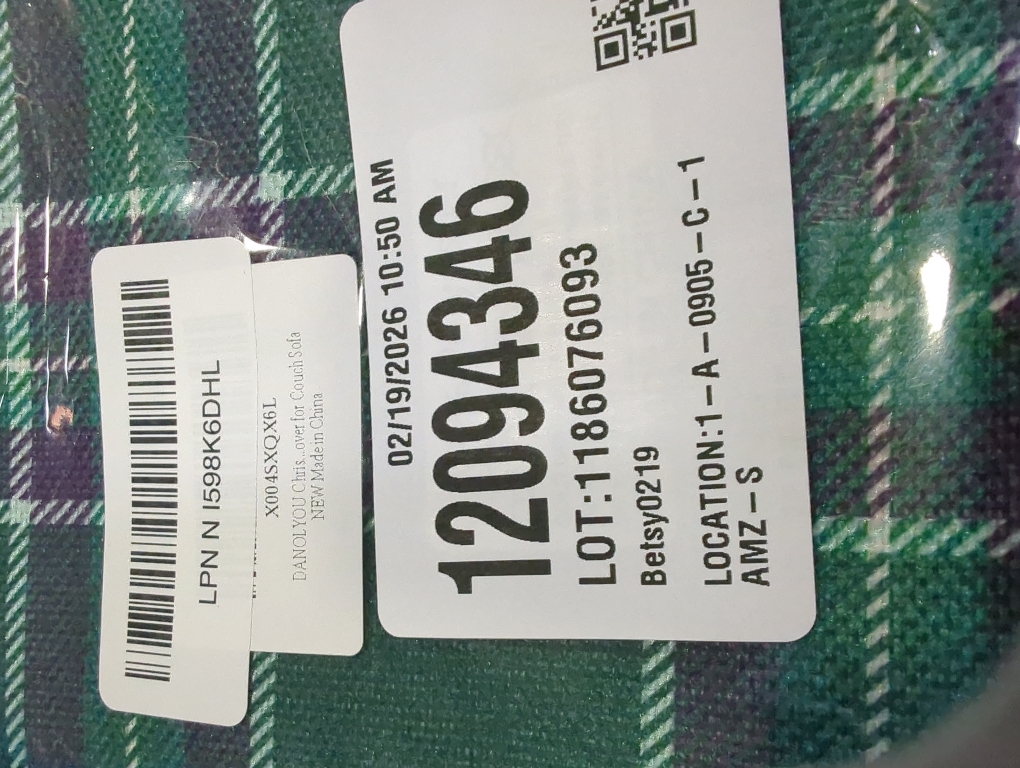 LPN N I598K6DHL
X004SXQX6L
DANOLYOU Chris...over for Couch Sofa
NEW Made in China
02/19/2026 10:50 AM
12094346
LOT:1186076093
Betsy0219
LOCATION:1-A-0905-C-1
AMZ-S